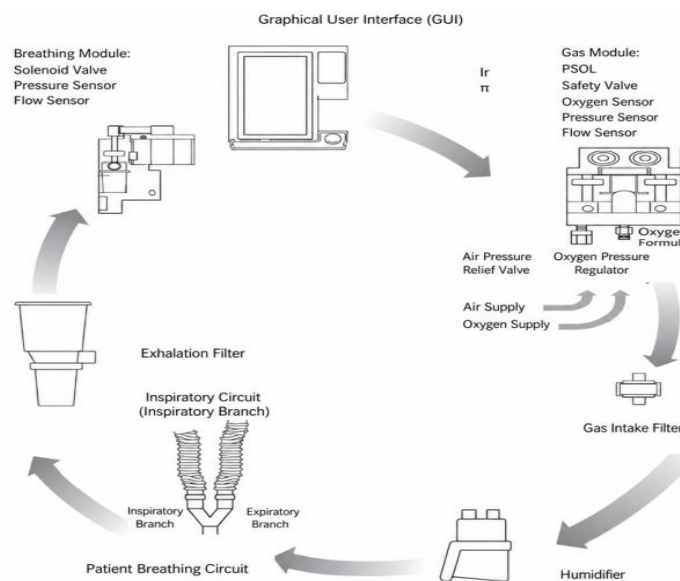 Graphical User Interface (GUI)
Breathing Module:
Solenoid Valve
Pressure Sensor
Flow Sensor
Ir
π
Gas Module:
PSOL
Safety Valve
Oxygen Sensor
Pressure Sensor
Flow Sensor
Oxyge
Formul
Air Pressure
Relief Valve
Oxygen Pressure
Regulator
Air Supply
Oxygen Supply
Exhalation Filter
Gas Intake Filter
Inspiratory Circuit
(Inspiratory Branch)
Inspiratory
Branch
Expiratory
Branch
Patient Breathing Circuit
Humidifier